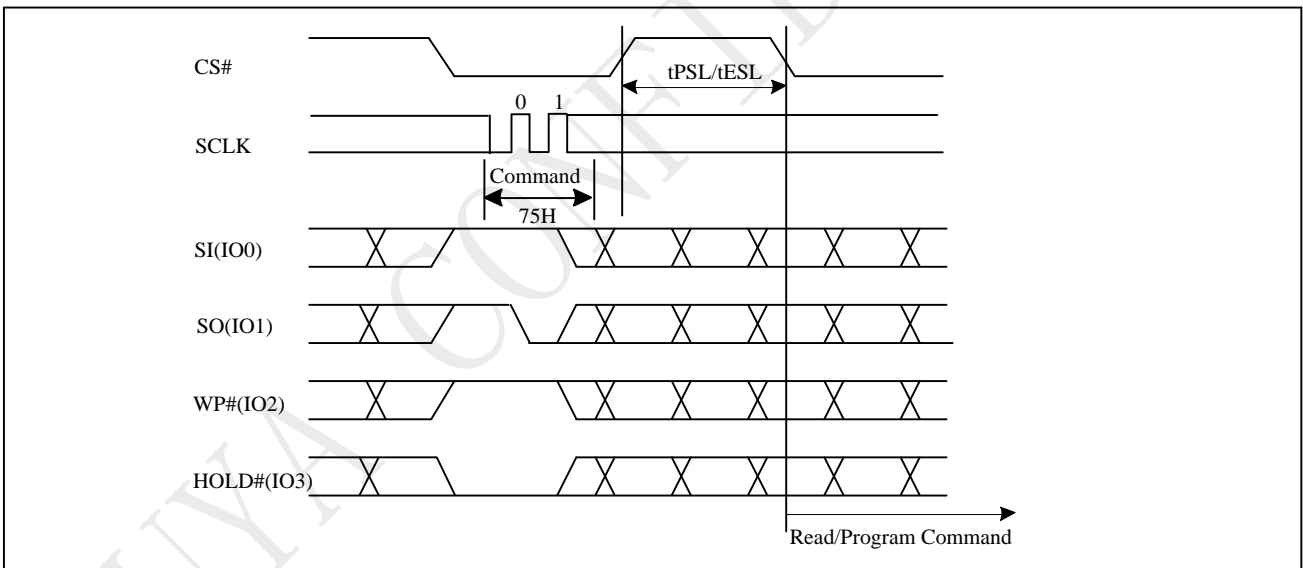 CS#
tPSL/tESL
0 1
SCLK
Command
75H
SI(IO0)
SO(IO1)
WP#(IO2)
HOLD#(IO3)
Read/Program Command